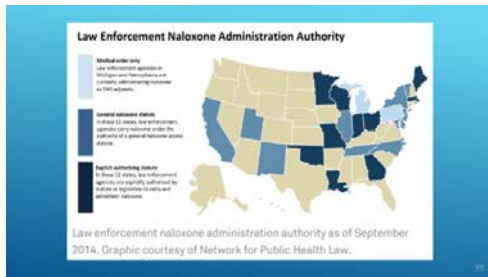 Law Enforcement Naloxone Administration Authority
Medical order only
Law enforcement agencies in
Michigan and Pennsylvania are
currently administering naloxone
as EMS adjuncts.
General naloxone statute
In these 11 states, law enforcement
agencies carry naloxone under the
authority of a general naloxone access
statute.
Explicit authorizing statute
In these 12 states, law enforcement
agencies are explicitly authorized by
statute or legislation to carry and
administer naloxone.
Law enforcement naloxone administration authority as of September
2014. Graphic courtesy of Network for Public Health Law.